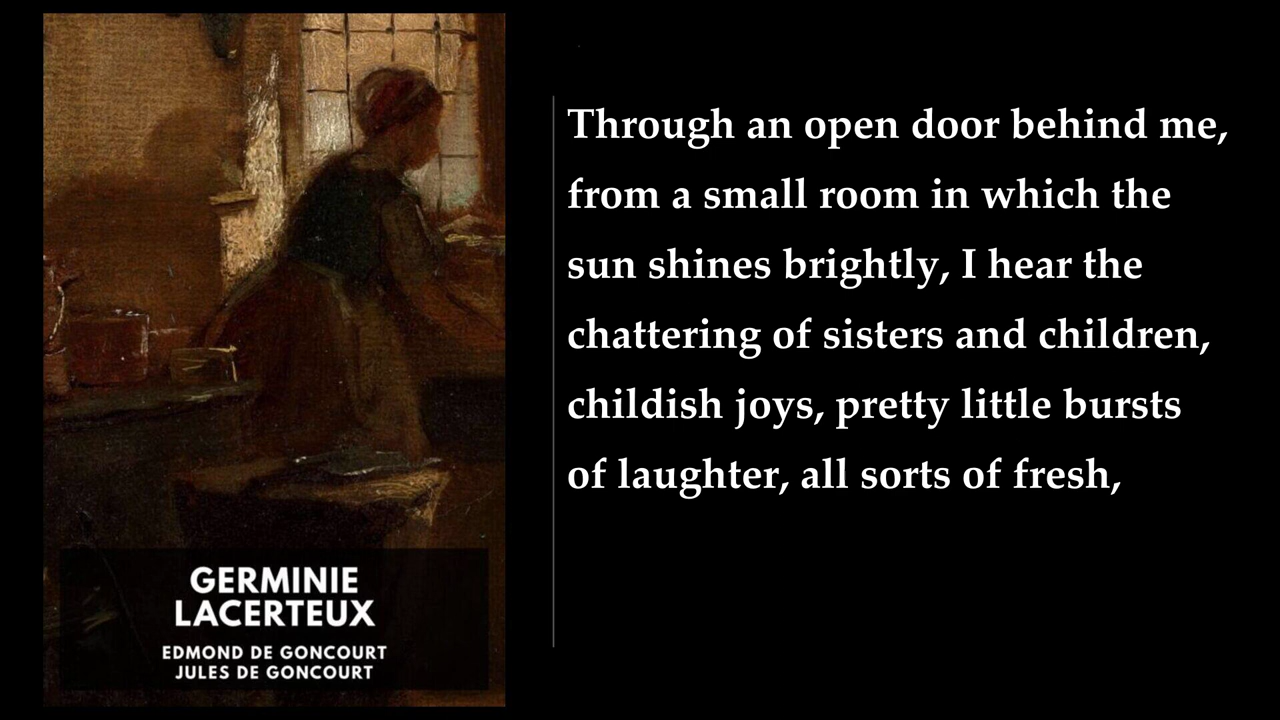 GERMINIE
LACERTEUX
EDMOND DE GONCOURT
JULES DE GONCOURT
Through an open door behind me,
from a small room in which the
sun shines brightly, I hear the
chattering of sisters and children,
childish joys, pretty little bursts
of laughter, all sorts of fresh,